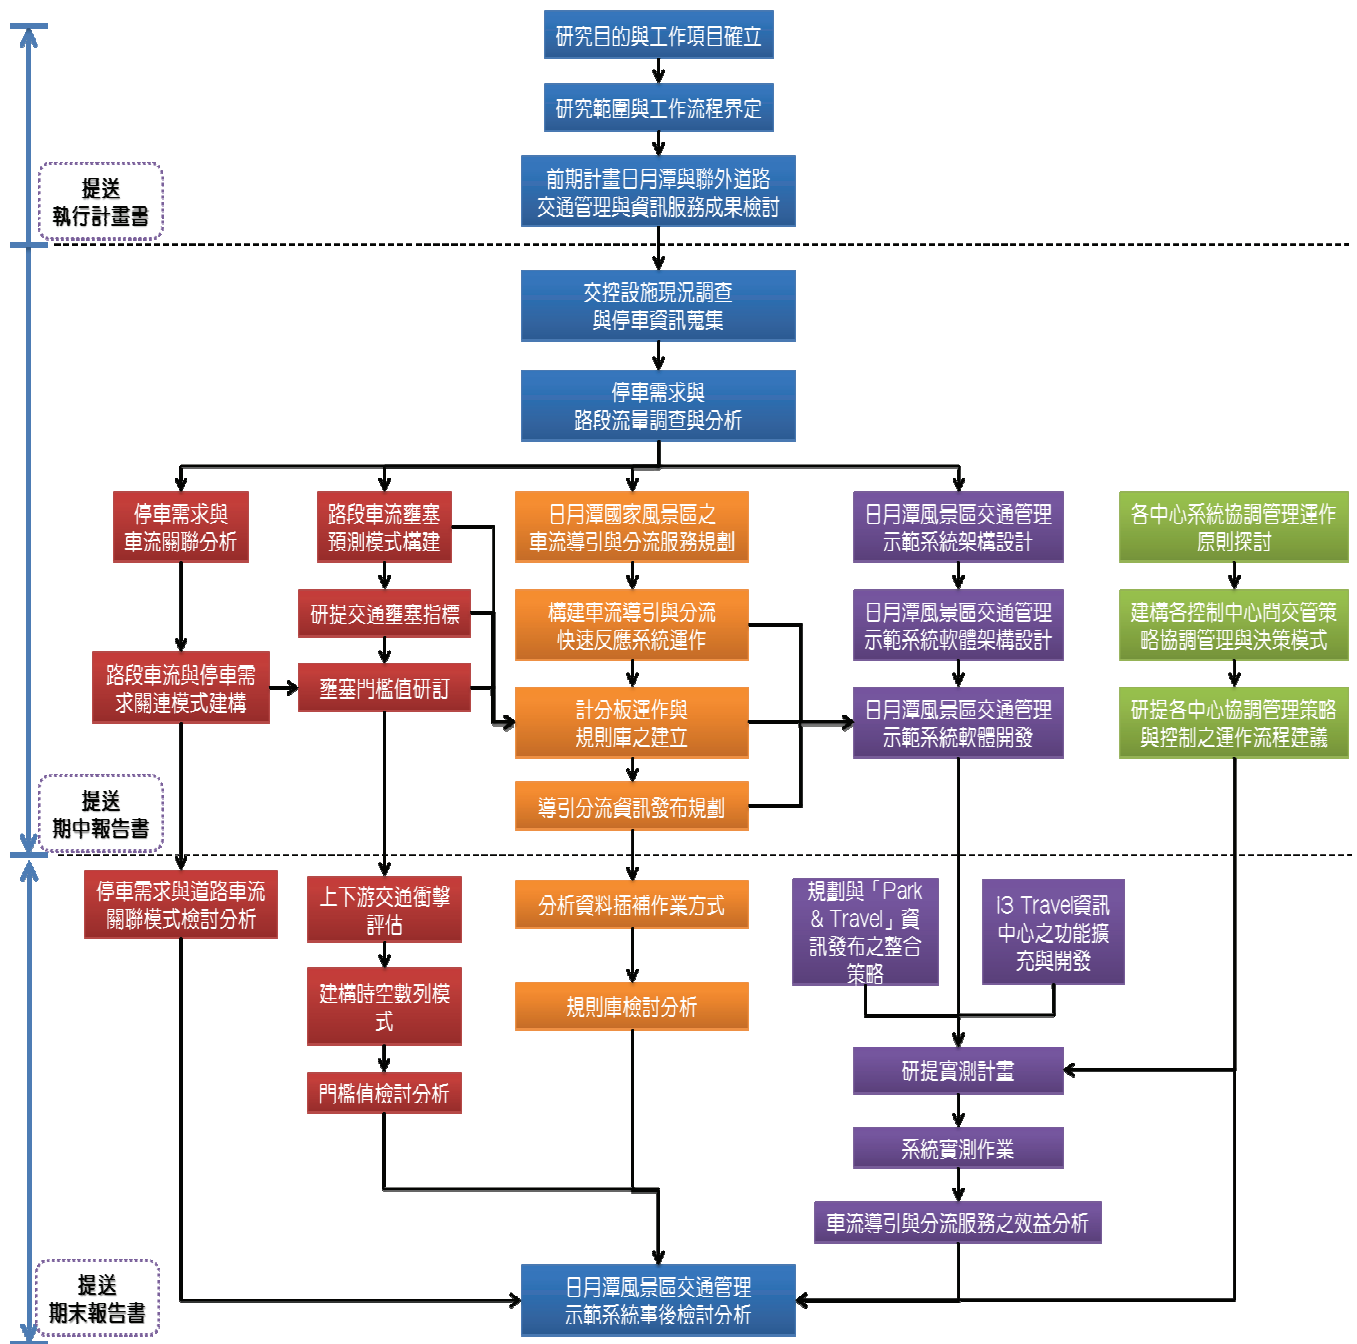 研究目的與工作項目確立
研究範圍與工作流程界定
前期計畫日月潭與聯外道路
交通管理與資訊服務成果檢討
提送
執行計畫書
交控設施現況調查
與停車資訊蒐集
停車需求與
路段流量調查與分析
停車需求與
車流關聯分析
路段車流與停車需
求關連模式建構
路段車流壅塞
預測模式構建
研提交通壅塞指標
壅塞門檻值研訂
日月潭國家風景區之
車流導引與分流服務規劃
構建車流導引與分流
快速反應系統運作
計分板運作與
規則庫之建立
導引分流資訊發布規劃
日月潭風景區交通管理
示範系統架構設計
日月潭風景區交通管理
示範系統軟體架構設計
日月潭風景區交通管理
示範系統軟體開發
各中心系統協調管理運作
原則探討
建構各控制中心間交管策
略協調管理與決策模式
研提各中心協調管理策略
與控制之運作流程建議
提送
期中報告書
停車需求與道路車流
關聯模式檢討分析
上下游交通衝擊
評估
建構時空數列模
式
門檻值檢討分析
分析資料插補作業方式
規則庫檢討分析
規劃與「Park
& Travel」資
訊發布之整合
策略
I3 Travel資訊
中心之功能擴
充與開發
研提實測計畫
系統實測作業
車流導引與分流服務之效益分析
提送
期末報告書
日月潭風景區交通管理
示範系統事後檢討分析